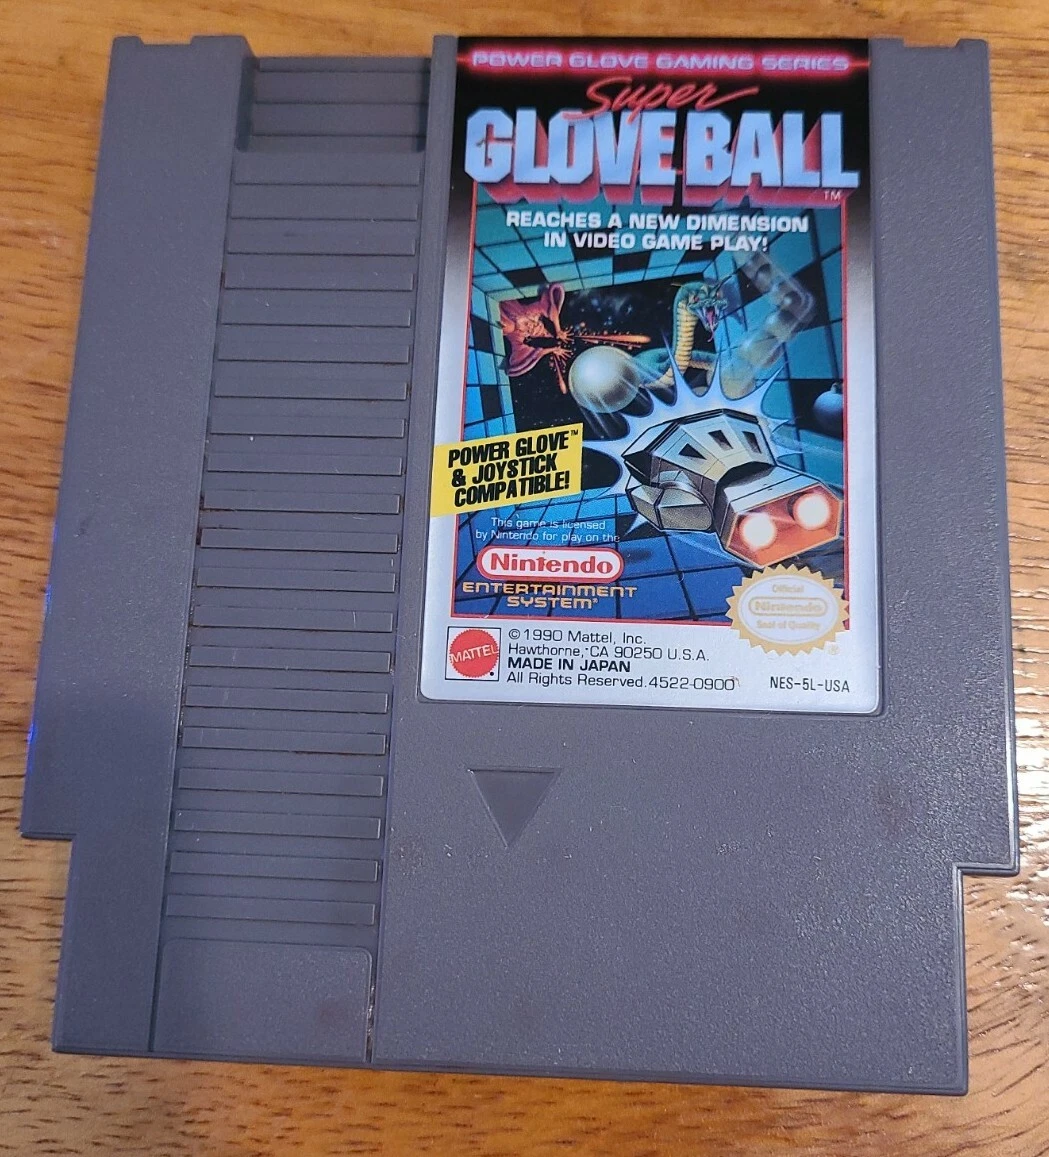 POWER GLOVE GAMING SERIES
Super
GLOVE BALL
TM
REACHES A NEW DIMENSION
IN VIDEO GAME PLAY!
POWER GLOVE™
& JOYSTICK
COMPATIBLE!
This game is licensed
by Nintendo for play on the
Nintendo
ENTERTAINMENT
SYSTEM®
Official
Nintendo
Seal of Quality
®
MATTEL
© 1990 Mattel, Inc.
Hawthorne, CA 90250 U.S.A.
MADE IN JAPAN
All Rights Reserved. 4522-0900
NES-5L-USA